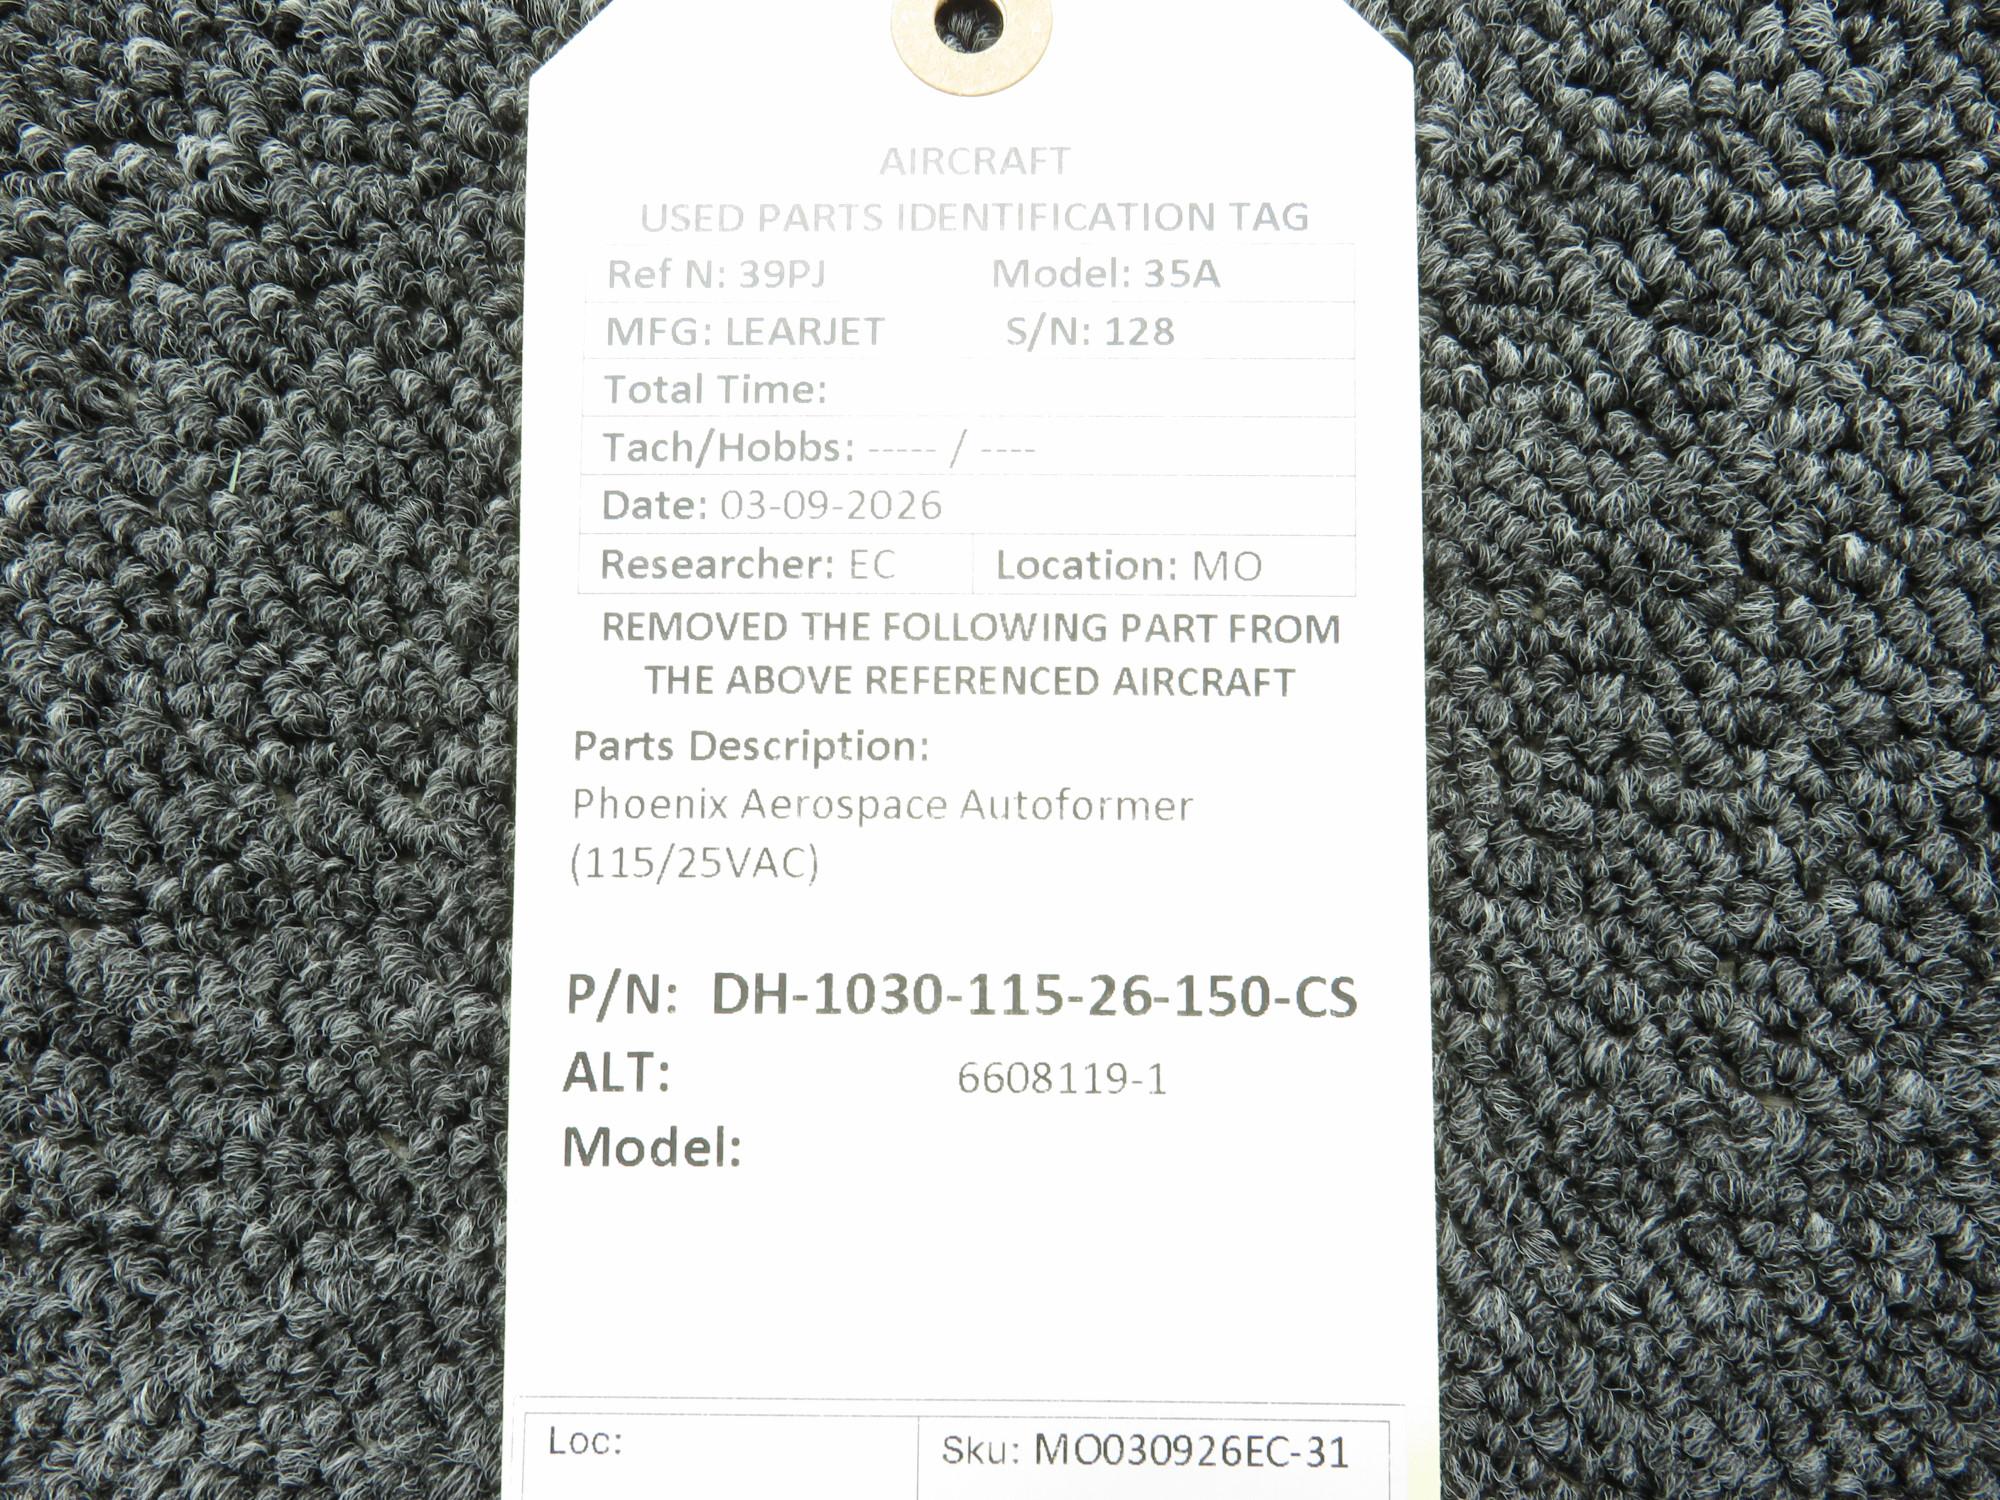 AIRCRAFT
USED PARTS IDENTIFICATION TAG
Ref N: 39PJ Model: 35A
MFG: LEARJET S/N: 128
Total Time:
Tach/Hobbs: ----- / ----
Date: 03-09-2026
Researcher: EC Location: MO
REMOVED THE FOLLOWING PART FROM
THE ABOVE REFERENCED AIRCRAFT
Parts Description:
Phoenix Aerospace Autoformer
(115/25VAC)
P/N: DH-1030-115-26-150-CS
ALT: 6608119-1
Model:
Loc: Sku: MO030926EC-31